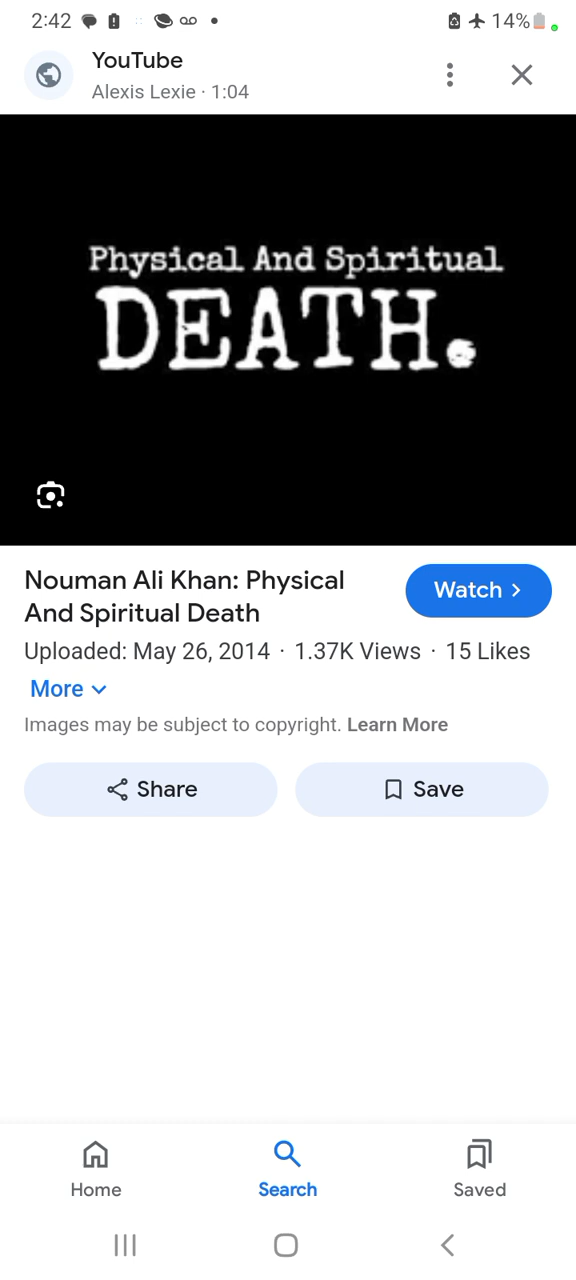 2:42
14%
YouTube
Alexis Lexie · 1:04
Physical And Spiritual
DEATH.
Nouman Ali Khan: Physical
And Spiritual Death
Watch
Uploaded: May 26, 2014 · 1.37K Views · 15 Likes
More
Images may be subject to copyright. Learn More
Share
Save
Home
Search
Saved